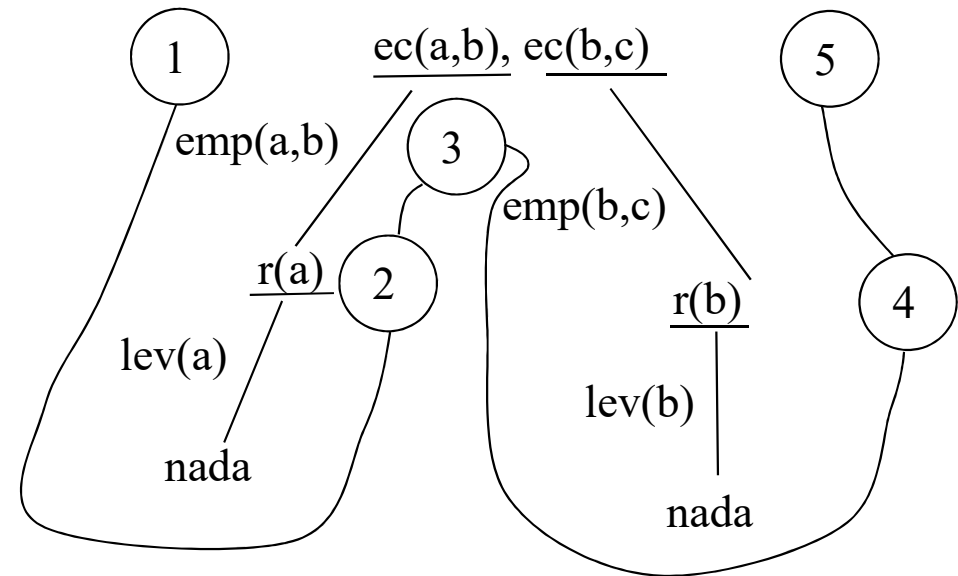 1
ec(a,b), ec(b,c)
5
emp(a,b)
3
emp(b,c)
r(a)
2
r(b)
4
lev(a)
lev(b)
nada
nada